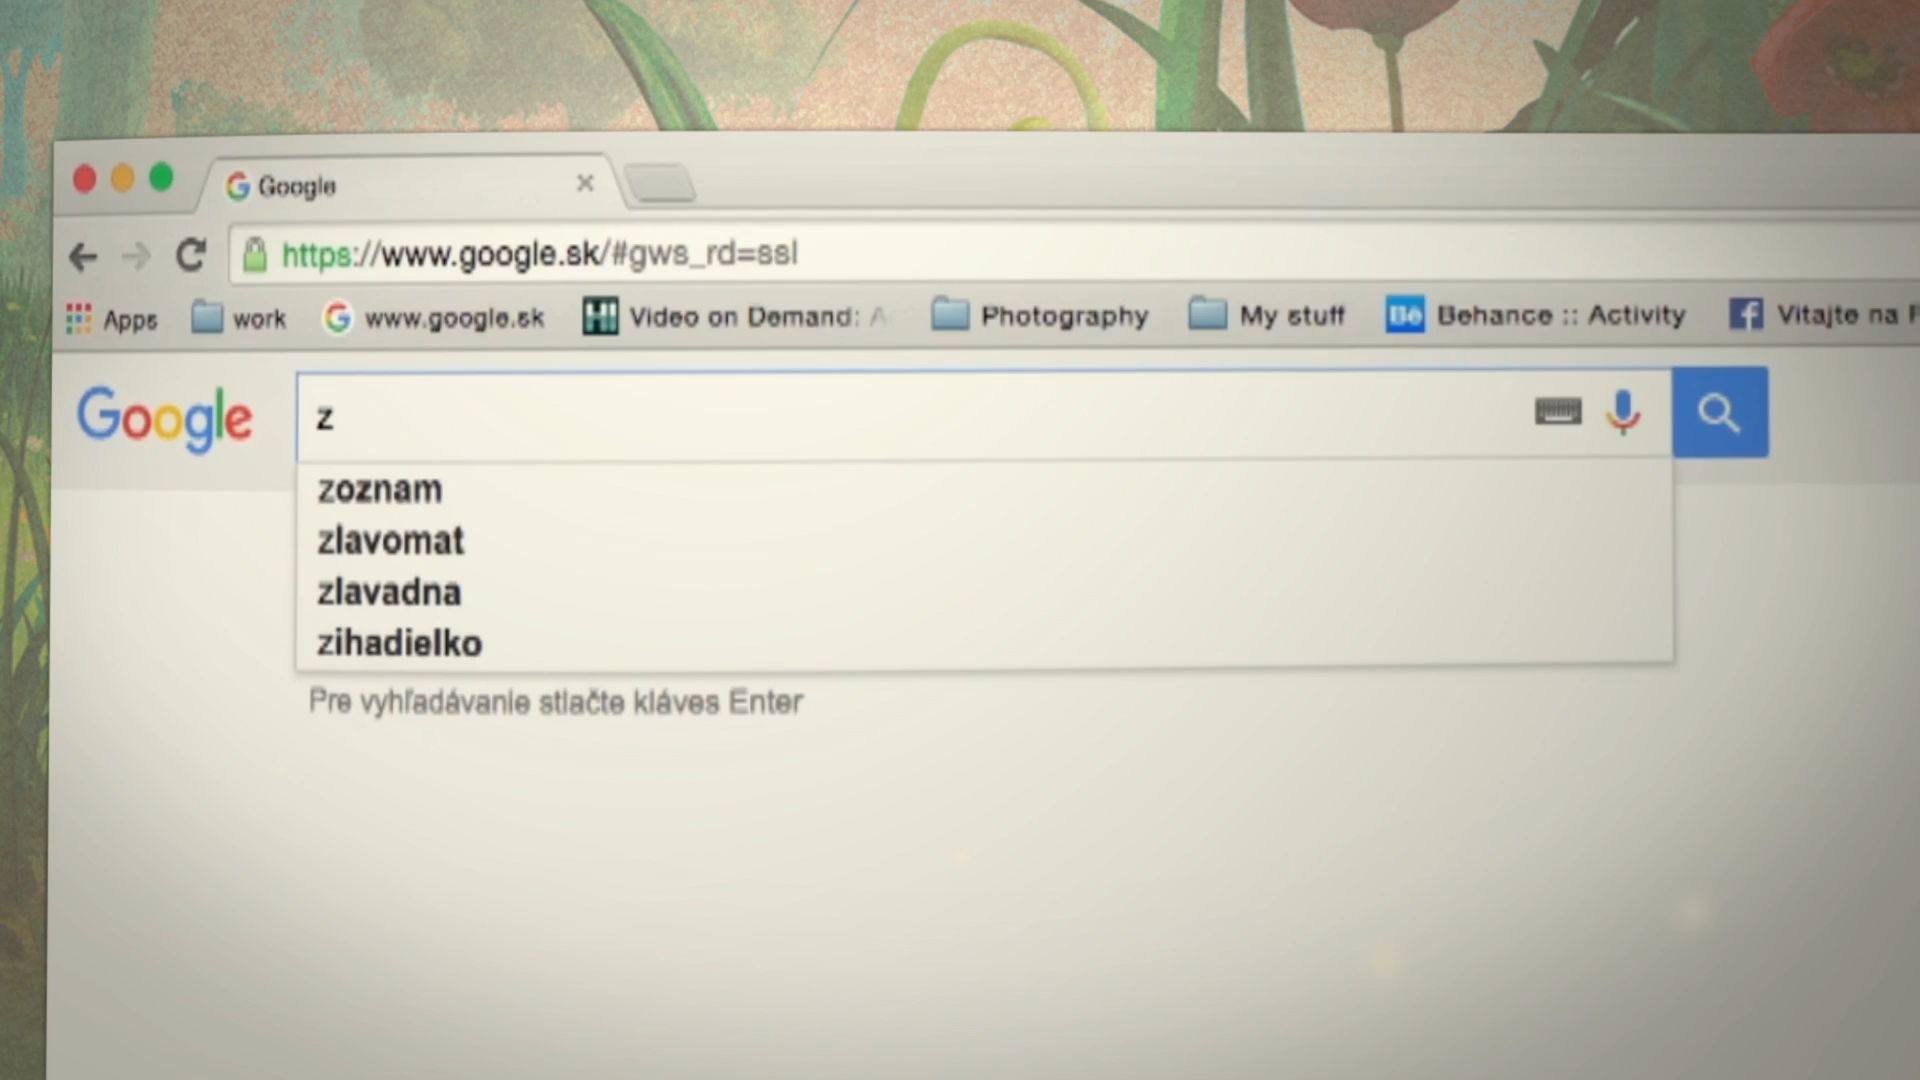 Google
https://www.google.sk/#gws_rd=ssl
Apps work www.google.sk Video on Demand: Photography My stuff Bē Behance :: Activity f Vitajte na
Google z
zoznam
zlavomat
zlavadna
zihadielko
Pre vyhľadávanie stlačte kláves Enter